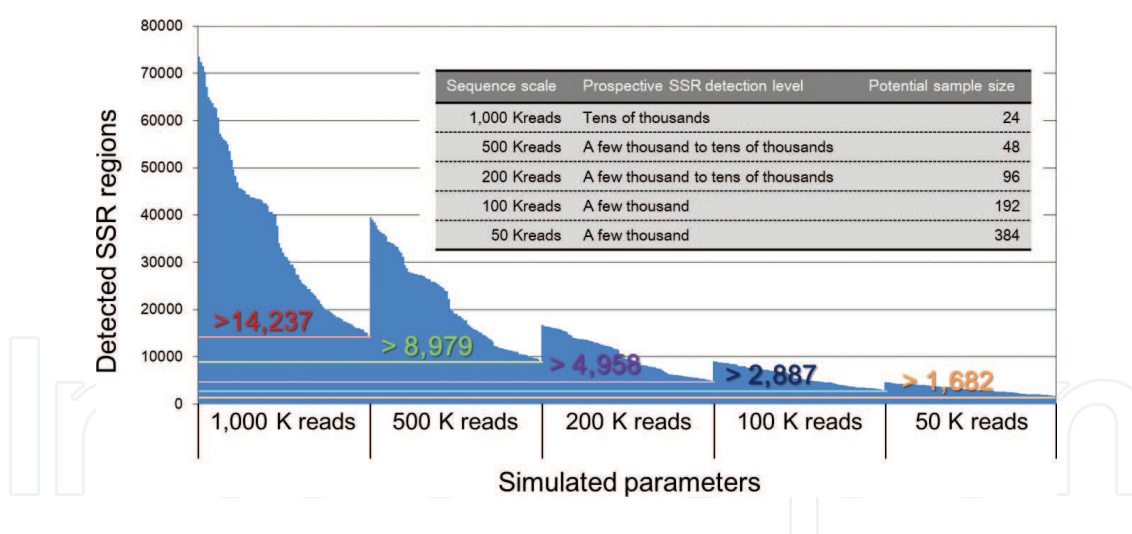 80000
70000
60000
50000
40000
30000
20000
10000
0
Detected SSR regions
Sequence scale Prospective SSR detection level Potential sample size
1,000 Kreads Tens of thousands 24
500 Kreads A few thousand to tens of thousands 48
200 Kreads A few thousand to tens of thousands 96
100 Kreads A few thousand 192
50 Kreads A few thousand 384
>14,237
> 8,979
> 4,958
> 2,887
> 1,682
1,000 K reads 500 K reads 200 K reads 100 K reads 50 K reads
Simulated parameters